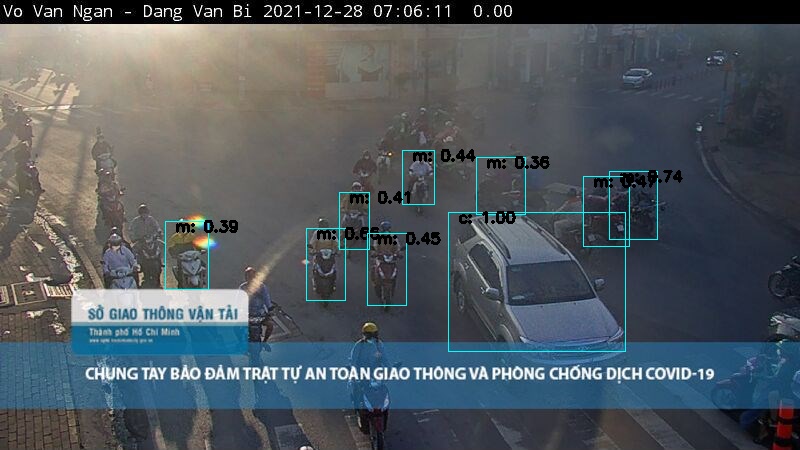 Vo Van Ngan - Dang Van Bi 2021-12-28 07:06:11 0.00
m: 0.44
m: 0.36
m: 0.74
m: 0.47
m: 0.41
c: 1.00
m: 0.39
m: 0.45
SỞ GIAO THÔNG VẬN TẢI
Thành phố Hồ Chí Minh
CHUNG TAY BẢO ĐẢM TRẬT TỰ AN TOÀN GIAO THÔNG VÀ PHÒNG CHỐNG DỊCH COVID-19